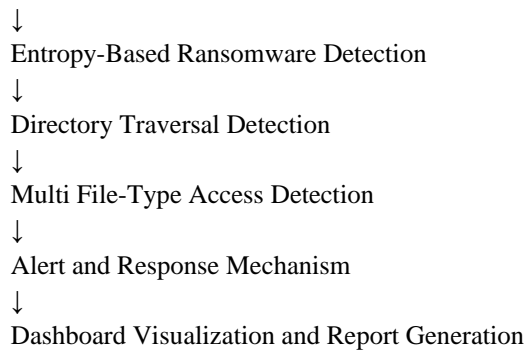 ↓
Entropy-Based Ransomware Detection
↓
Directory Traversal Detection
↓
Multi File-Type Access Detection
↓
Alert and Response Mechanism
↓
Dashboard Visualization and Report Generation